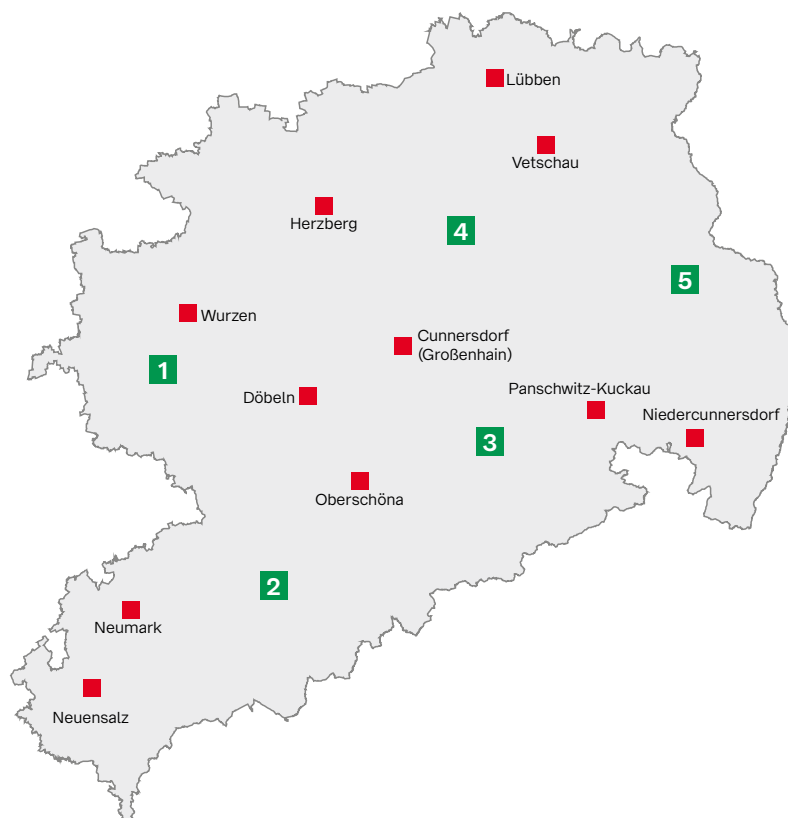 Lübben
Vetschau
Herzberg
4
5
Wurzen
Cunnersdorf
(Großenhain)
1
Döbeln
Panschwitz-Kuckau
Niedercunnersdorf
3
Oberschöna
2
Neumark
Neuensalz